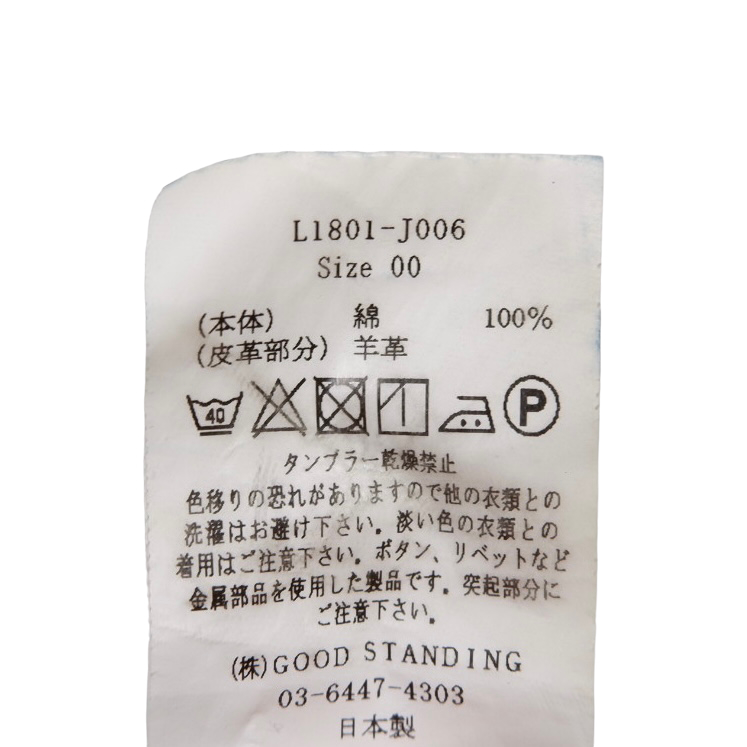 L1801-J006
Size 00
(本体) 綿 100%
(皮革部分) 羊革
40 P
タンブラー乾燥禁止
色移りの恐れがありますので他の衣類との
洗濯はお避け下さい。淡い色の衣類との
着用はご注意下さい。ボタン、リベットなど
金属部品を使用した製品です。突起部分に
ご注意下さい。
(株)GOOD STANDING
03-6447-4303
日本製